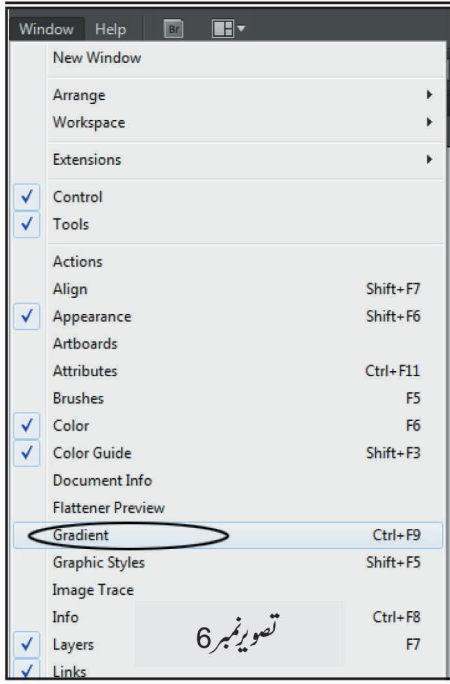 Window Help Br
New Window
Arrange
Workspace
Extensions
Control
Tools
Actions
Align Shift+F7
Appearance Shift+F6
Artboards
Attributes Ctrl+F11
Brushes F5
Color F6
Color Guide Shift+F3
Document Info
Flattener Preview
Gradient Ctrl+F9
Graphic Styles Shift+F5
Image Trace
Info Ctrl+F8
Layers F7
تصویر نمبر 6
Links